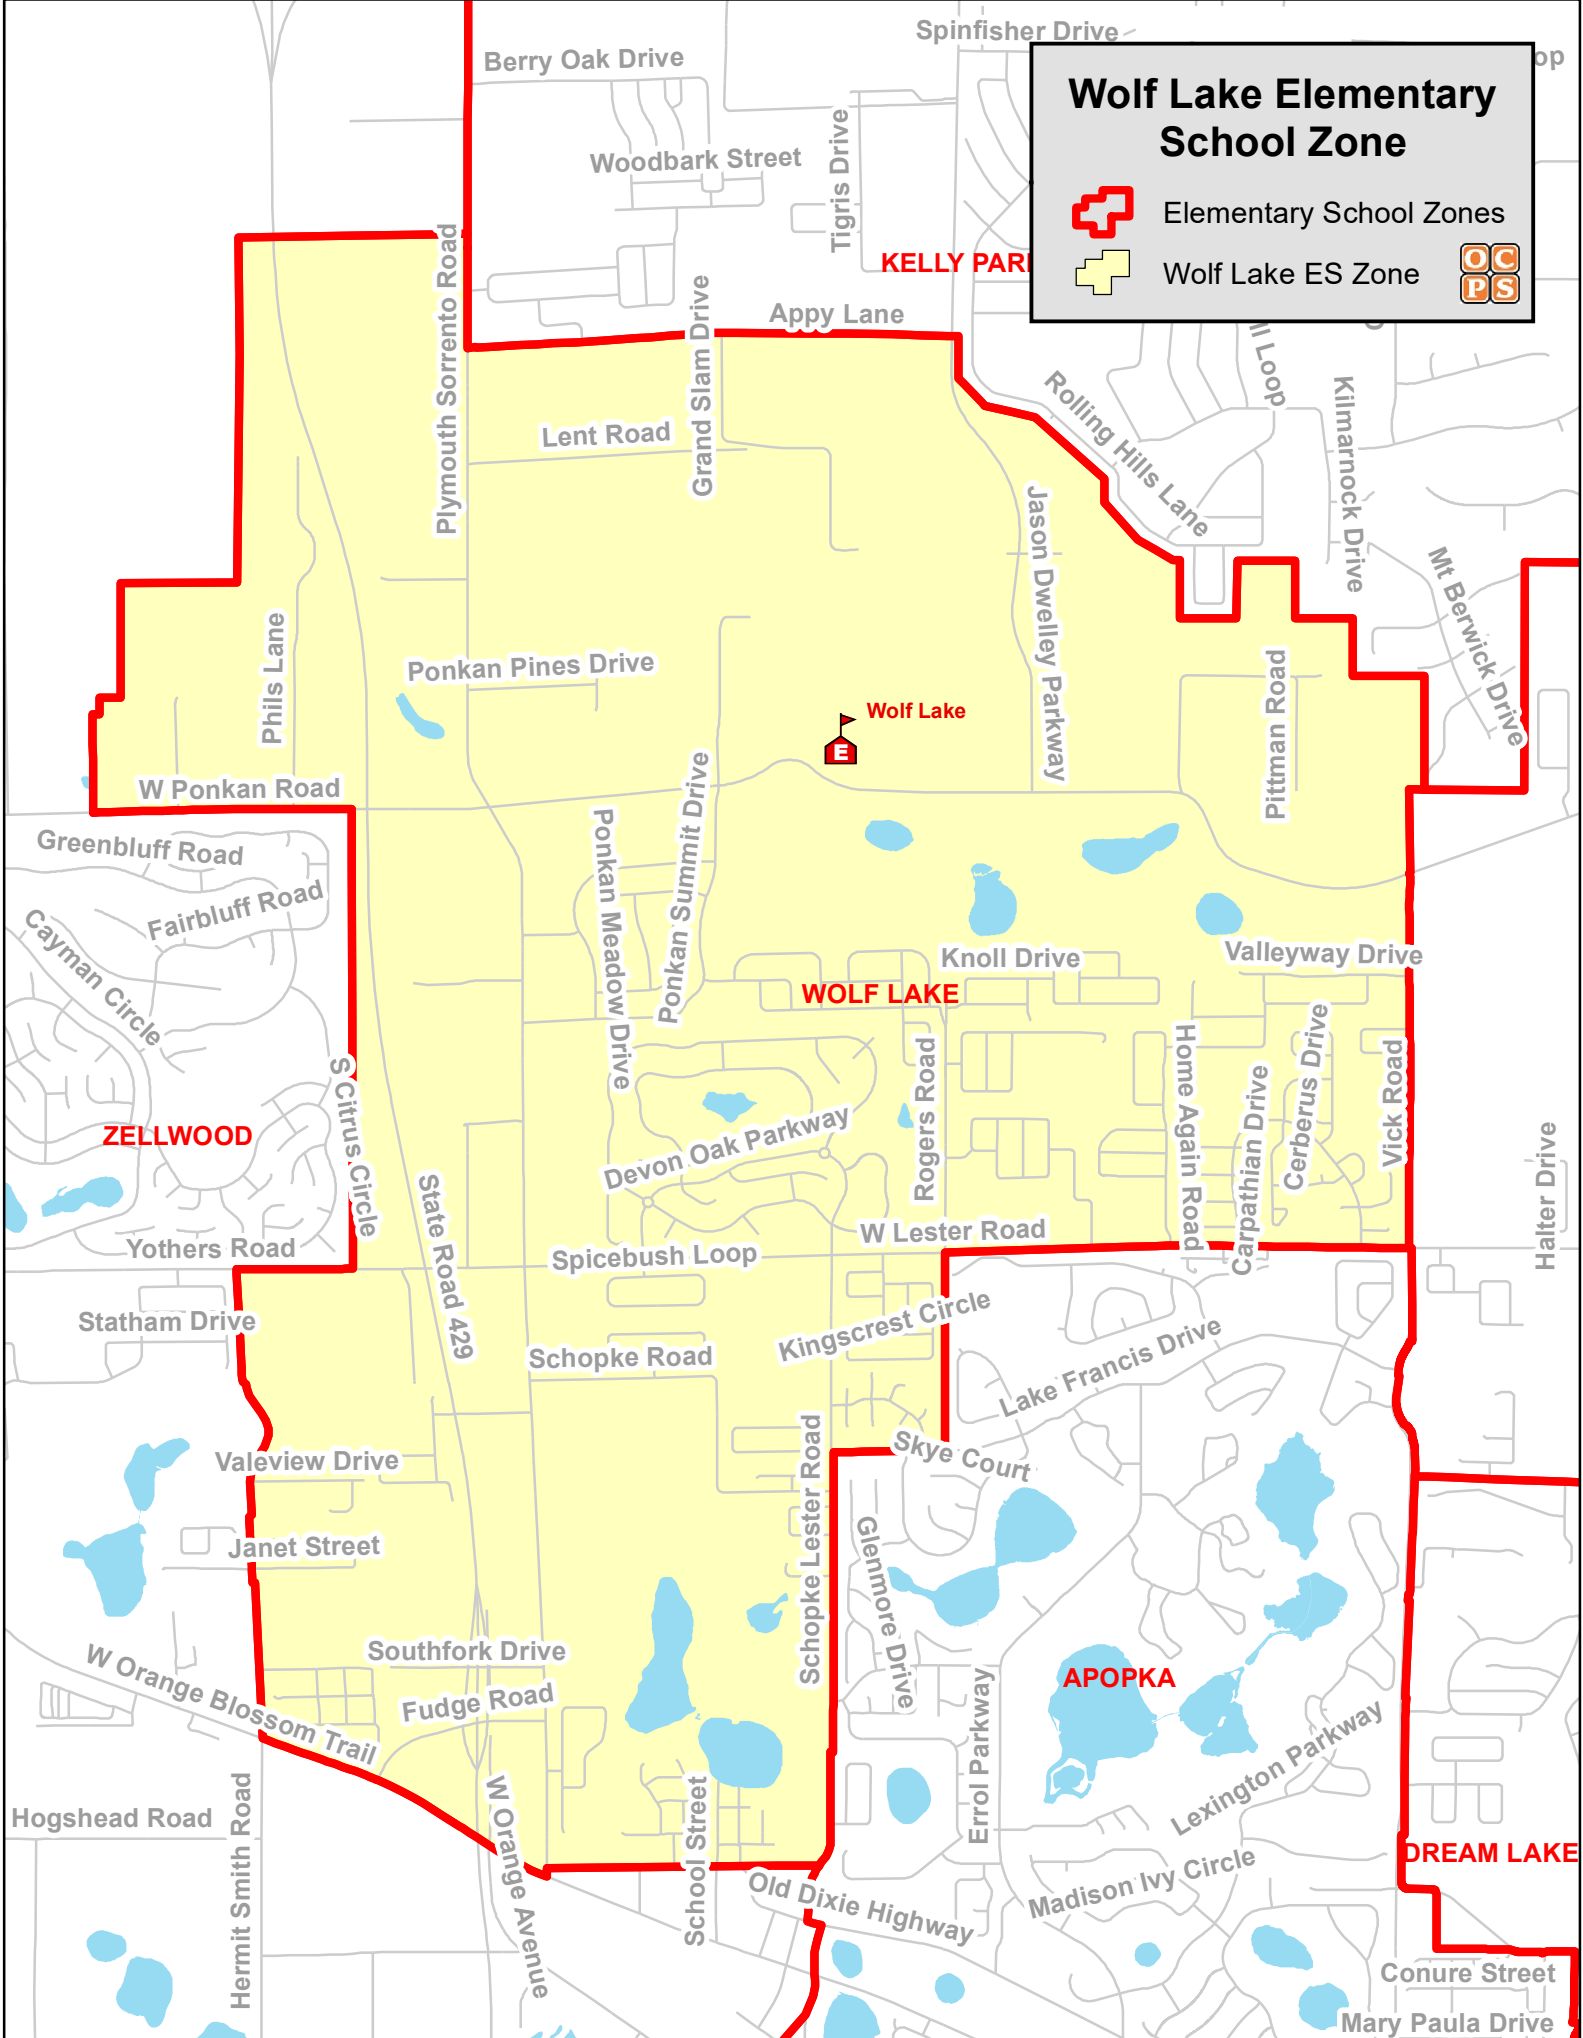 Spinfisher Drive
Berry Oak Drive
Wolf Lake Elementary
School Zone
Elementary School Zones
Wolf Lake ES Zone
OC
PS
Woodbark Street
Tigris Drive
Plymouth Sorrento Road
Grand Slam Drive
Appy Lane
Lent Road
Rolling Hills Lane
Kilmarnock Drive
Jason Dwelley Parkway
Mt Berwick Drive
Phils Lane
Ponkan Pines Drive
Wolf Lake
E
Pittman Road
W Ponkan Road
Greenbluff Road
Fairbluff Road
Cayman Circle
Ponkan Meadow Drive
Ponkan Summit Drive
Knoll Drive
Valleyway Drive
WOLF LAKE
S Citrus Circle
ZELLWOOD
Rogers Road
Home Again Road
Carpathian Drive
Cerberus Drive
Vick Road
Devon Oak Parkway
Halter Drive
State Road 429
W Lester Road
Yothers Road
Spicebush Loop
Statham Drive
Kingscrest Circle
Schopke Road
Lake Francis Drive
Valeview Drive
Skye Court
Janet Street
Schopke Lester Road
Glenmore Drive
Southfork Drive
W Orange Blossom Trail
Fudge Road
APOPKA
Errol Parkway
Lexington Parkway
Hogshead Road
Hermit Smith Road
W Orange Avenue
School Street
DREAM LAKE
Old Dixie Highway
Madison Ivy Circle
Conure Street
Mary Paula Drive